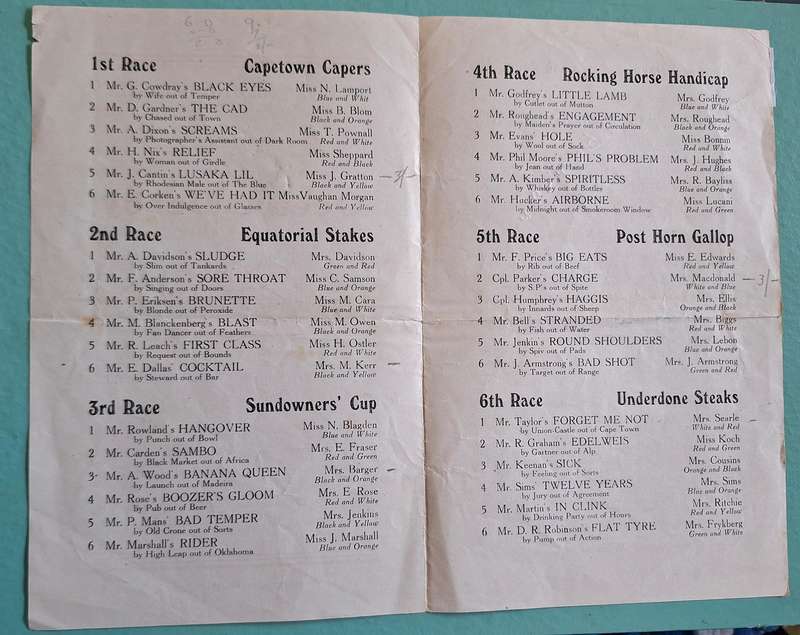 1st Race Capetown Capers
1 Mr. G. Cowdray's BLACK EYES Miss N. Lamport
by Wife out of Temper Blue and Whit
2 Mr. D. Gardner's THE CAD Miss B. Blom
by Chased out of Town Black and Orange
3 Mr. A. Dixon's SCREAMS Miss T. Pownall
by Photographer's Assistant out of Dark Room Red and White
4 Mr. H. Nix's RELIEF Miss Sheppard
by Woman out of Girdle Red and Black
5 Mr. J. Cantin's LUSAKA LIL Miss J. Gratton — 3/-
by Rhodesian Male out of The Blue Black and Yellow
6 Mr. E. Corken's WE'VE HAD IT Miss Vaughan Morgan
by Over Indulgence out of Glasses Red and Yellow
2nd Race Equatorial Stakes
1 Mr. A. Davidson's SLUDGE Mrs. Davidson
by Slim out of Tankards Green and Red
2 Mr. F. Anderson's SORE THROAT Miss C. Samson
by Singing out of Doors Blue and Orange
3 Mr. P. Eriksen's BRUNETTE Miss M. Cara
by Blonde out of Peroxide Blue and White
4 Mr. M. Blanckenberg's BLAST Miss M. Owen
by Fan Dancer out of Feathers Black and Orange
5 Mr. R. Leach's FIRST CLASS Miss H. Ostler
by Request out of Bounds Red and White
6 Mr. E. Dallas' COCKTAIL Mrs. M. Kerr —
by Steward out of Bar Black and Yellow
3rd Race Sundowners' Cup
1 Mr. Rowland's HANGOVER Miss N. Blagden
by Punch out of Bowl Blue and White
2 Mr. Carden's SAMBO Mrs. E. Fraser
by Black Market out of Africa Red and Green
3 Mr. A. Wood's BANANA QUEEN Mrs. Barger —
by Launch out of Madeira Black and Orange
4 Mr. Rose's BOOZER'S GLOOM Mrs. E Rose
by Pub out of Beer Red and White
5 Mr. P. Mans' BAD TEMPER Mrs. Jenkins
by Old Crone out of Sorts Black and Yellow
6 Mr. Marshall's RIDER Miss J. Marshall
by High Leap out of Oklahoma Blue and Orange
4th Race Rocking Horse Handicap
1 Mr. Godfrey's LITTLE LAMB Mrs. Godfrey
by Cutlet out of Mutton Blue and White
2 Mr. Roughead's ENGAGEMENT Mrs. Roughead
by Maiden's Prayer out of Circulation Black and Orange
3 Mr. Evans' HOLE Miss Bonnin
by Wool out of Sock Red and White
4 Mr. Phil Moore's PHIL'S PROBLEM Mrs. J. Hughes
by Jean out of Hand Red and Black
5 Mr. A. Kimber's SPIRITLESS Mrs. R. Bayliss
by Whiskey out of Bottles Blue and Orange
6 Mr. Hucker's AIRBORNE Miss Lucani
by Midnight out of Smokeroom Window Red and Green
5th Race Post Horn Gallop
1 Mr. F. Price's BIG EATS Miss E. Edwards
by Rib out of Beef Red and Yellow
2 Cpl. Parker's CHARGE Mrs. Macdonald — 3/-
by S.P's out of Spite White and Blue
3 Cpl. Humphrey's HAGGIS Mrs. Ellis
by Innards out of Sheep Orange and Black
4 Mr. Bell's STRANDED Mrs. Biggs
by Fish out of Water Red and White
5 Mr. Jenkin's ROUND SHOULDERS Mrs. Lebon
by Spiv out of Pads Blue and Orange
6 Mr. J. Armstrong's BAD SHOT Mrs. J. Armstrong
by Target out of Range Green and Red
6th Race Underdone Steaks
1 Mr. Taylor's FORGET ME NOT Mrs. Searle —
by Union-Castle out of Cape Town White and Red
2 Mr. R. Graham's EDELWEIS Miss Koch
by Gartner out of Alp Red and Green
3 Mr. Keenan's SICK Mrs. Cousins
by Feeling out of Sorts Orange and Black
4 Mr. Sims' TWELVE YEARS Mrs. Sims
by Jury out of Agreement Blue and Orange
5 Mr. Martin's IN CLINK Mrs. Ritchie
by Drinking Party out of Hours Red and Yellow
6 Mr. D. R. Robinson's FLAT TYRE Mrs. Frykberg
by Pump out of Action Green and White